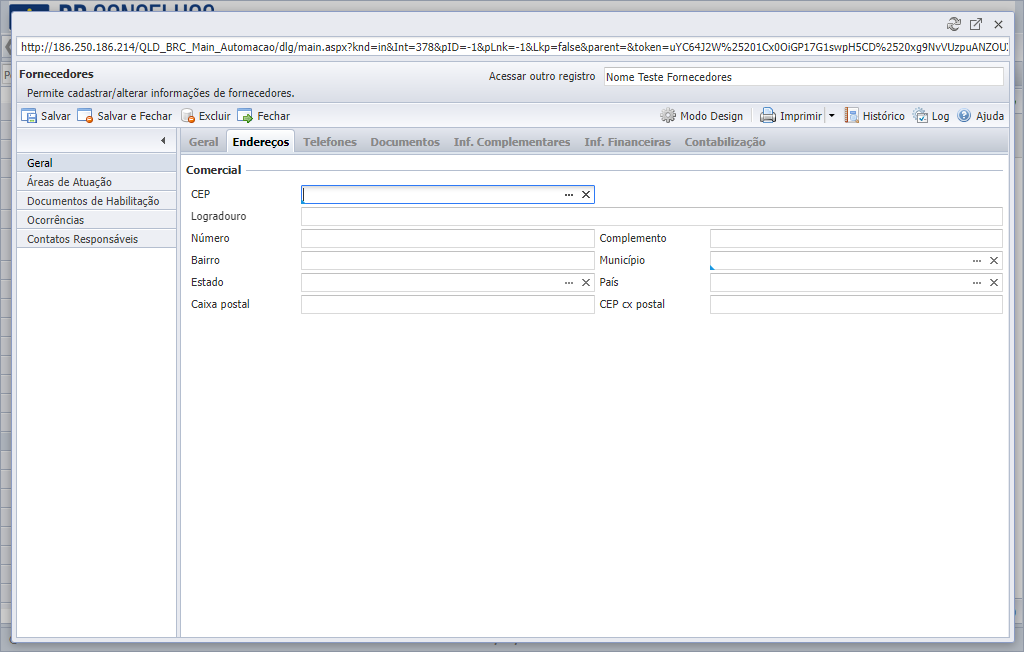 http://186.250.186.214/QLD_BRC_Main_Automacao/dlg/main.aspx?knd=in&Int=378&pID=-1&pLnk=-1&Lkp=false&parent=&token=uYC64J2W%25201Cx0OiGP17G1swpH5CD%2520xg9NvVUzpuANZOU
Fornecedores
Acessar outro registro Nome Teste Fornecedores
Permite cadastrar/alterar informações de fornecedores.
Salvar Salvar e Fechar Excluir Fechar Modo Design Imprimir Histórico Log Ajuda
Geral Endereços Telefones Documentos Inf. Complementares Inf. Financeiras Contabilização
Geral
Áreas de Atuação
Documentos de Habilitação
Ocorrências
Contatos Responsáveis
Comercial
CEP
Logradouro
Número Complemento
Bairro Município
Estado País
Caixa postal CEP cx postal